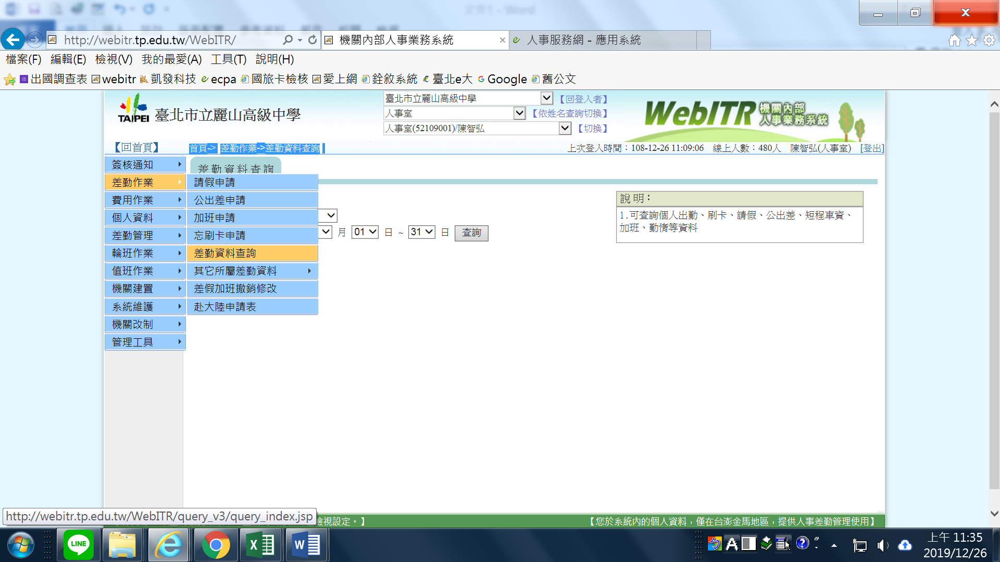 文件1 - Word
http://webitr.tp.edu.tw/WebITR/
機關內部人事業務系統
人事服務網 - 應用系統
檔案(F) 編輯(E) 檢視(V) 我的最愛(A) 工具(T) 說明(H)
出國調查表 webitr 凱發科技 ecpa 國旅卡檢核 愛上網 銓敘系統 臺北e大 Google 舊公文
TAIPEI 臺北市立麗山高級中學
臺北市立麗山高級中學 【回登入者】
人事室 【依姓名查詢切換】
人事室(52109001)/陳智弘 【切換】
WebITR 機關內部人事業務系統
【回首頁】 首頁-> 差勤作業->差勤資料查詢 上次登入時間：108-12-26 11:09:06 線上人數：480人 陳智弘(人事室) [登出]
差勤資料查詢
簽核通知
差勤作業
費用作業
個人資料
差勤管理
輪班作業
值班作業
機關建置
系統維護
機關改制
管理工具
請假申請
公出差申請
加班申請
忘刷卡申請
差勤資料查詢
其它所屬差勤資料
差假加班撤銷修改
赴大陸申請表
月 01 日 ~ 31 日 查詢
說明：
1.可查詢個人出勤、刷卡、請假、公出差、短程車資、
加班、勤惰等資料
http://webitr.tp.edu.tw/WebITR/query_v3/query_index.jsp
檢視設定。】
【您於系統內的個人資料，僅在台澎金馬地區，提供人事差勤管理使用】
LINE
上午 11:35
2019/12/26